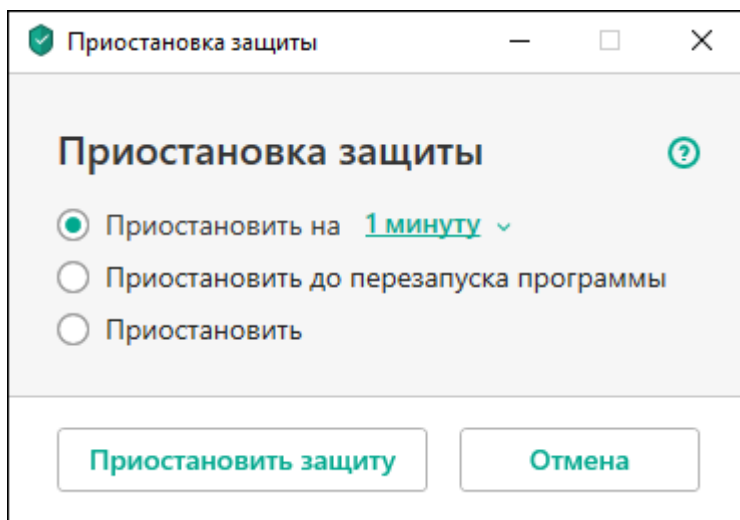 Приостановка защиты
Приостановка защиты
Приостановить на 1 минуту
Приостановить до перезапуска программы
Приостановить
Приостановить защиту Отмена